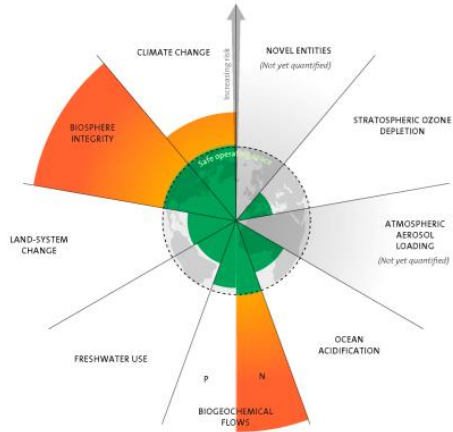 CLIMATE CHANGE
Increasing risk
NOVEL ENTITIES
(Not yet quantified)
STRATOSPHERIC OZONE
DEPLETION
BIOSPHERE
INTEGRITY
Safe operating space
ATMOSPHERIC
AEROSOL
LOADING
(Not yet quantified)
LAND-SYSTEM
CHANGE
OCEAN
ACIDIFICATION
FRESHWATER USE
P
N
BIOGEOCHEMICAL
FLOWS